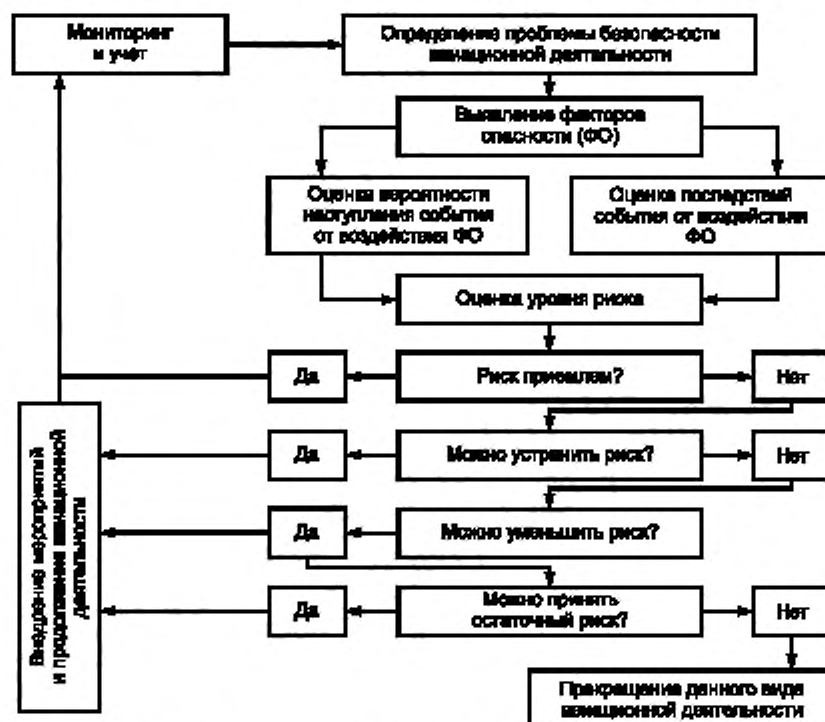 Мониторинг
и учет
Определение проблемы безопасности
авиационной деятельности
Выявление факторов
опасности (ФО)
Оценка вероятности
наступления события
от воздействия ФО
Оценка последствий
события от воздействия
ФО
Оценка уровня риска
Да
Риск приемлем?
Нет
Да
Можно устранить риск?
Нет
Да
Можно уменьшить риск?
Да
Можно принять
остаточный риск?
Нет
Внедрение мероприятий
и продолжение авиационной
деятельности
Прекращение данного вида
авиационной деятельности